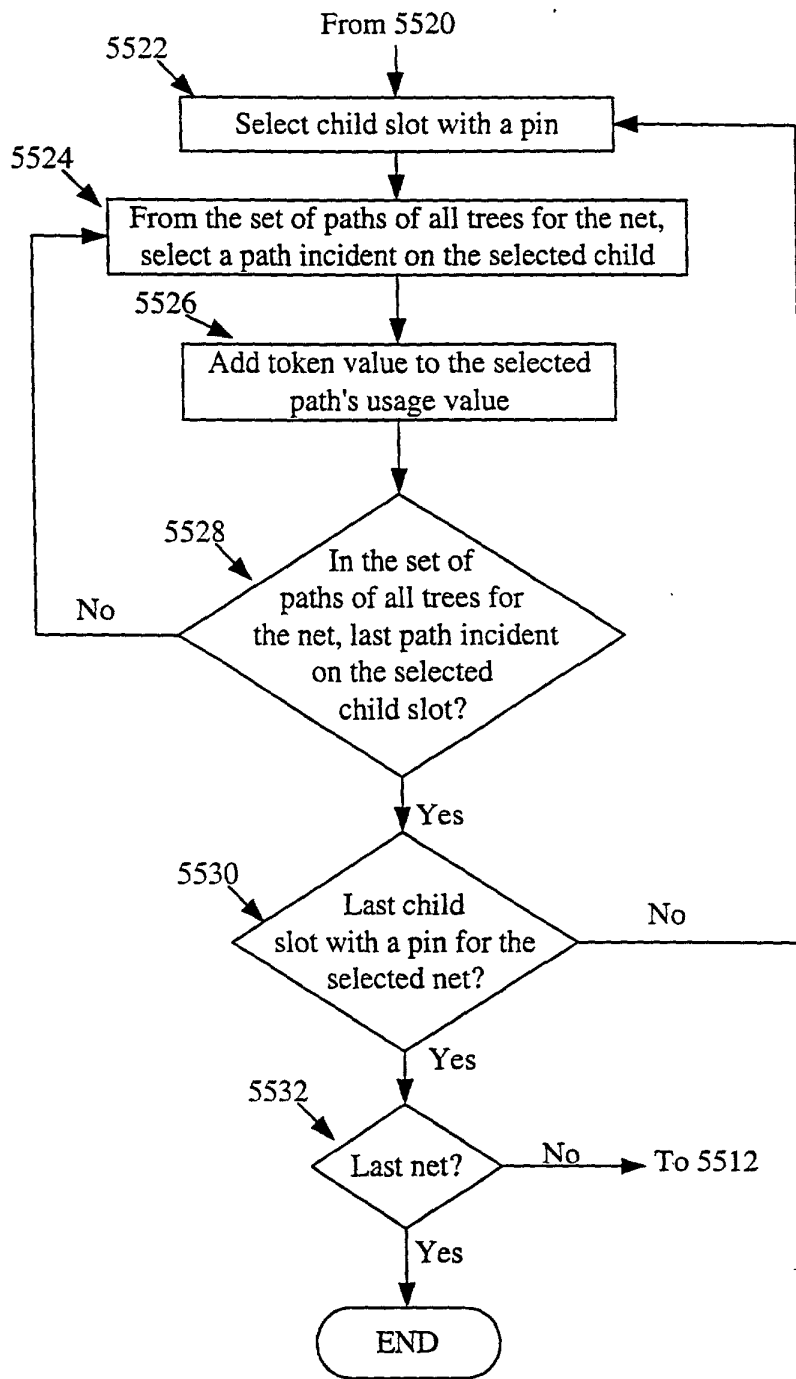 From 5520
5522
Select child slot with a pin
5524
From the set of paths of all trees for the net,
select a path incident on the selected child
5526
Add token value to the selected
path's usage value
5528
In the set of
paths of all trees for
the net, last path incident
on the selected
child slot?
No
Yes
5530
Last child
slot with a pin for the
selected net?
No
Yes
5532
Last net?
No
To 5512
Yes
END